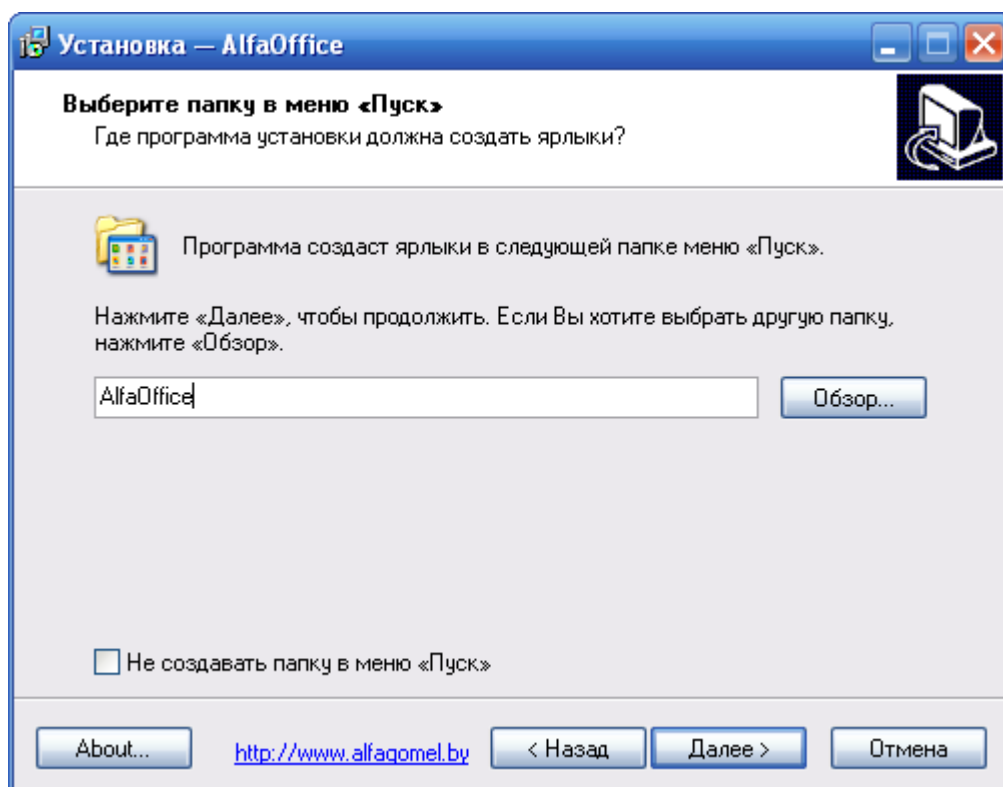 Установка — AlfaOffice
Выберите папку в меню «Пуск»
Где программа установки должна создать ярлыки?
Программа создаст ярлыки в следующей папке меню «Пуск».
Нажмите «Далее», чтобы продолжить. Если Вы хотите выбрать другую папку,
нажмите «Обзор».
AlfaOffice
Обзор...
Не создавать папку в меню «Пуск»
About...
http://www.alfagomel.by
< Назад
Далее >
Отмена